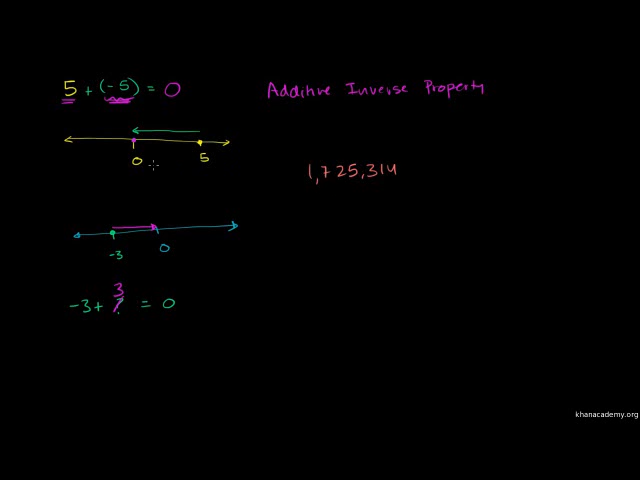 5 + (-5) = 0
Additive Inverse Property
0
5
1,725,314
-3
0
3
-3 + ? = 0
khanacademy.org